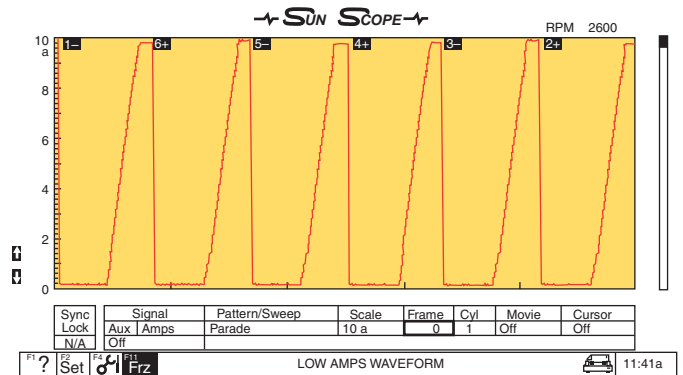 SUN SCOPE
RPM 2600
10
a
1– 6+ 5– 4+ 3– 2+
8
6
4
2
0
Sync Lock Signal Pattern/Sweep Scale Frame Cyl Movie Cursor
Aux Amps Parade 10 a 0 1 Off Off
N/A Off
F1 ? F2 Set F4 F11 Frz LOW AMPS WAVEFORM 11:41a